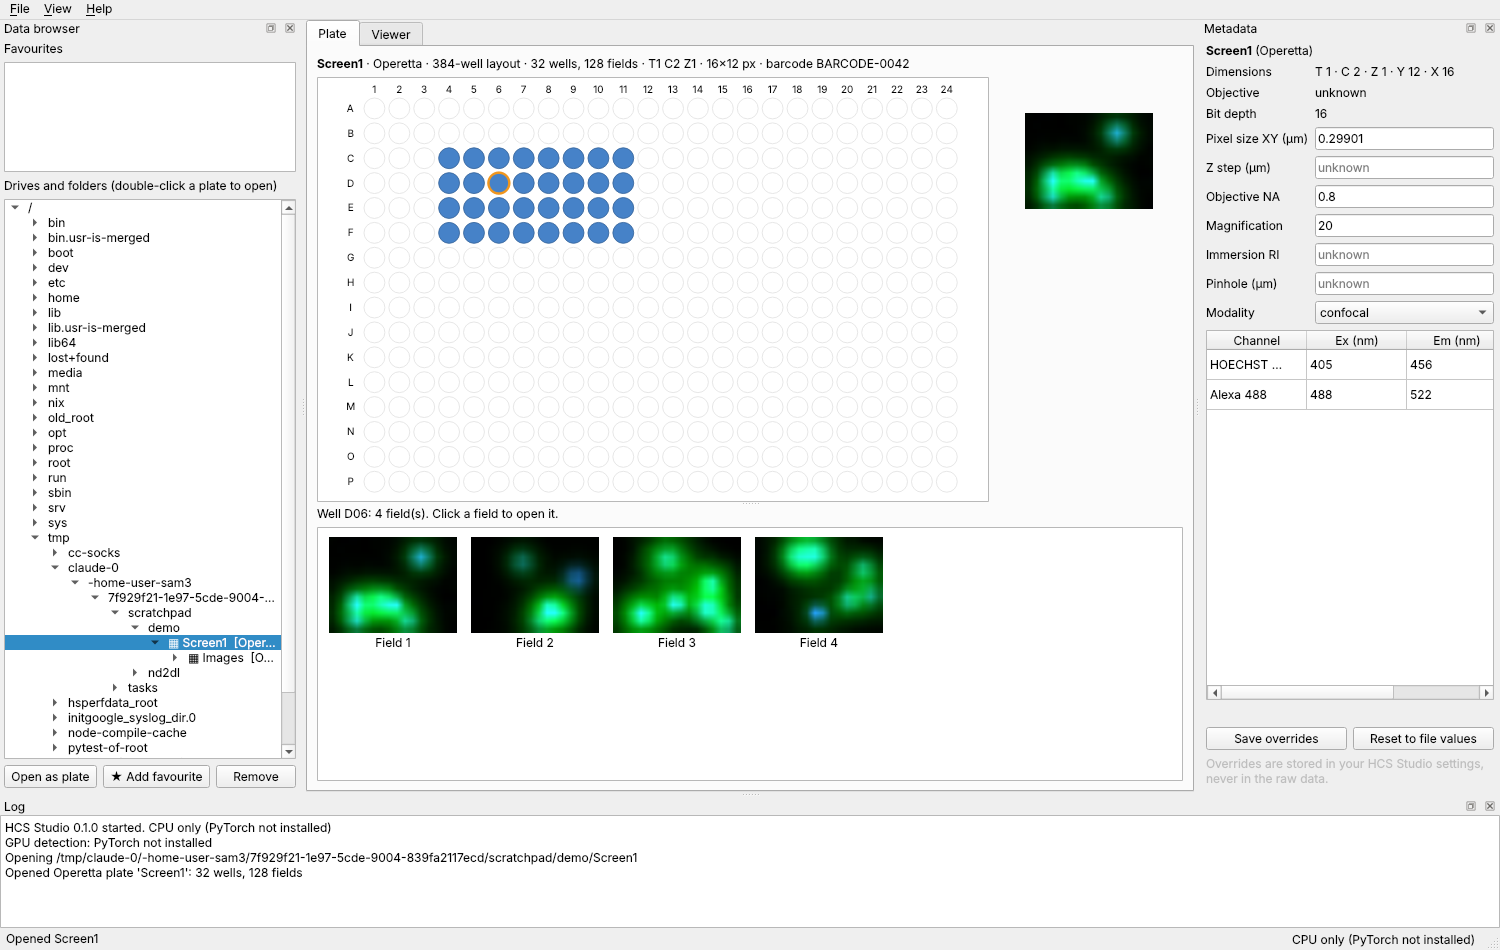 File View Help
Data browser
Favourites
Drives and folders (double-click a plate to open)
/
bin
bin.usr-is-merged
boot
dev
etc
home
lib
lib.usr-is-merged
lib64
lost+found
media
mnt
nix
old_root
opt
proc
root
run
sbin
srv
sys
tmp
cc-socks
claude-0
-home-user-sam3
7f929f21-1e97-5cde-9004-...
scratchpad
demo
Screen1 [Oper...
Images [O...
nd2dl
tasks
hsperfdata_root
initgoogle_syslog_dir.0
node-compile-cache
pytest-of-root
Open as plate ★ Add favourite Remove
Plate Viewer
Screen1 · Operetta · 384-well layout · 32 wells, 128 fields · T1 C2 Z1 · 16×12 px · barcode BARCODE-0042
1 2 3 4 5 6 7 8 9 10 11 12 13 14 15 16 17 18 19 20 21 22 23 24
A
B
C
D
E
F
G
H
I
J
K
L
M
N
O
P
Well D06: 4 field(s). Click a field to open it.
Field 1 Field 2 Field 3 Field 4
Metadata
Screen1 (Operetta)
Dimensions T 1 · C 2 · Z 1 · Y 12 · X 16
Objective unknown
Bit depth 16
Pixel size XY (µm) 0.29901
Z step (µm) unknown
Objective NA 0.8
Magnification 20
Immersion RI unknown
Pinhole (µm) unknown
Modality confocal
Channel Ex (nm) Em (nm)
HOECHST ... 405 456
Alexa 488 488 522
Save overrides Reset to file values
Overrides are stored in your HCS Studio settings,
never in the raw data.
Log
HCS Studio 0.1.0 started. CPU only (PyTorch not installed)
GPU detection: PyTorch not installed
Opening /tmp/claude-0/-home-user-sam3/7f929f21-1e97-5cde-9004-839fa2117ecd/scratchpad/demo/Screen1
Opened Operetta plate 'Screen1': 32 wells, 128 fields
Opened Screen1 CPU only (PyTorch not installed)